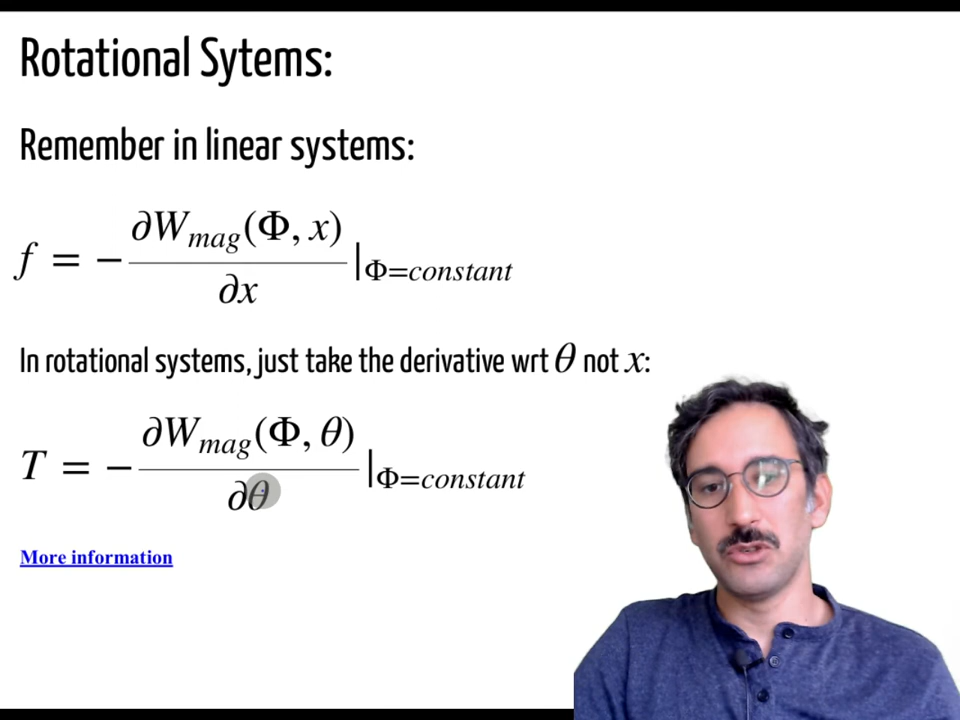 Rotational Sytems:
Remember in linear systems:
f = − ∂W_mag(Φ, x) / ∂x |_Φ=constant
In rotational systems, just take the derivative wrt θ not x:
T = − ∂W_mag(Φ, θ) / ∂θ |_Φ=constant
More information